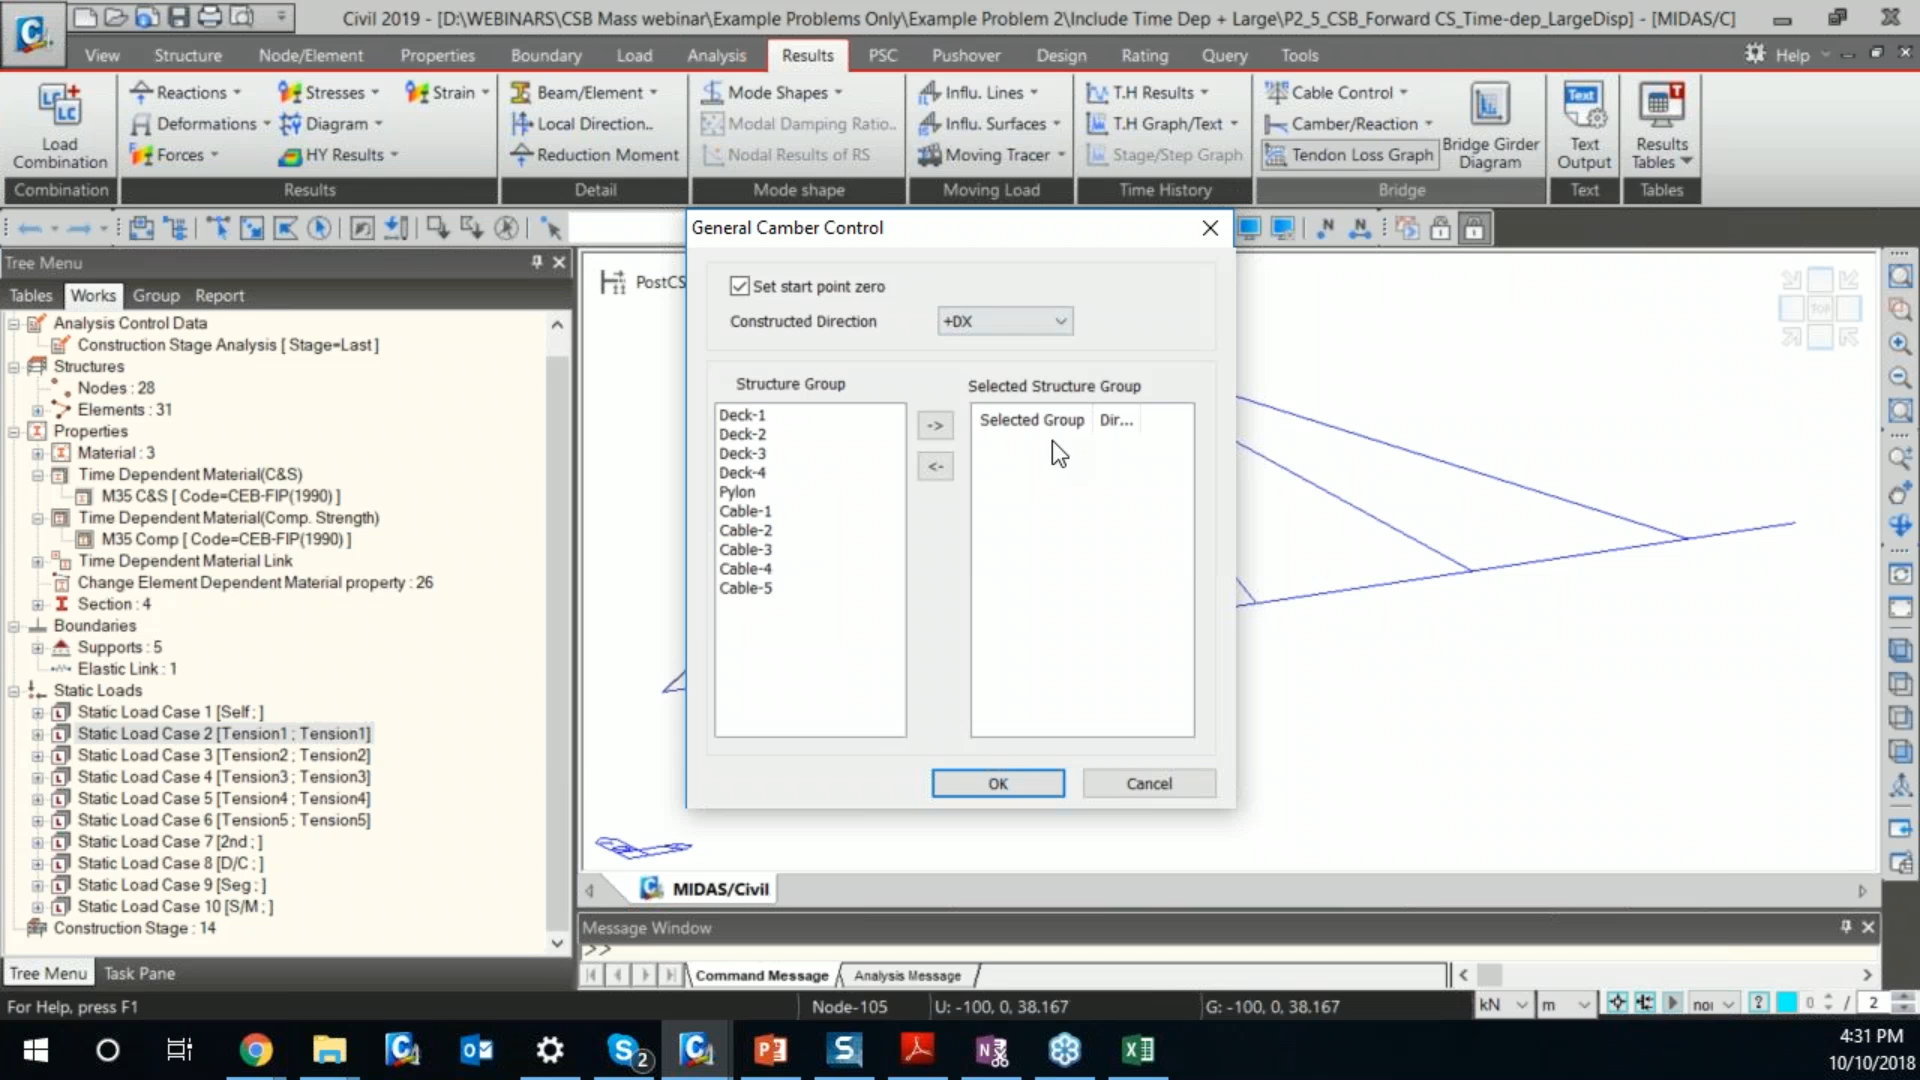 Civil 2019 - [D:\WEBINARS\CSB Mass webinar\Example Problems Only\Example Problem 2\Include Time Dep + Large\P2_5_CSB_Forward CS_Time-dep_LargeDisp] - [MIDAS/C]
View Structure Node/Element Properties Boundary Load Analysis Results PSC Pushover Design Rating Query Tools Help
Reactions Stresses Strain Beam/Element Mode Shapes Influ. Lines T.H Results Cable Control
Deformations Diagram Local Direction.. Modal Damping Ratio.. Influ. Surfaces T.H Graph/Text Camber/Reaction
Forces HY Results Reduction Moment Nodal Results of RS Moving Tracer Stage/Step Graph Tendon Loss Graph
Load Combination
Bridge Girder Diagram
Text
Text Output
T
Results Tables
Combination Results Detail Mode shape Moving Load Time History Bridge Text Tables
Tree Menu
Tables Works Group Report
Analysis Control Data
Construction Stage Analysis [ Stage=Last ]
Structures
Nodes : 28
Elements : 31
Properties
Material : 3
Time Dependent Material(C&S)
M35 C&S [ Code=CEB-FIP(1990) ]
Time Dependent Material(Comp. Strength)
M35 Comp [ Code=CEB-FIP(1990) ]
Time Dependent Material Link
Change Element Dependent Material property : 26
Section : 4
Boundaries
Supports : 5
Elastic Link : 1
Static Loads
Static Load Case 1 [Self ; ]
Static Load Case 2 [Tension1 ; Tension1]
Static Load Case 3 [Tension2 ; Tension2]
Static Load Case 4 [Tension3 ; Tension3]
Static Load Case 5 [Tension4 ; Tension4]
Static Load Case 6 [Tension5 ; Tension5]
Static Load Case 7 [2nd ; ]
Static Load Case 8 [D/C ; ]
Static Load Case 9 [Seg ; ]
Static Load Case 10 [S/M ; ]
Construction Stage : 14
Tree Menu Task Pane
PostCS
TOP
General Camber Control
Set start point zero
Constructed Direction +DX
Structure Group
Deck-1
Deck-2
Deck-3
Deck-4
Pylon
Cable-1
Cable-2
Cable-3
Cable-4
Cable-5
->
<-
Selected Structure Group
Selected Group Dir...
OK Cancel
MIDAS/Civil
Message Window
>>
Command Message Analysis Message
For Help, press F1 Node-105 U: -100, 0, 38.167 G: -100, 0, 38.167 kN m nor ? 0 / 2
2
4:31 PM
10/10/2018